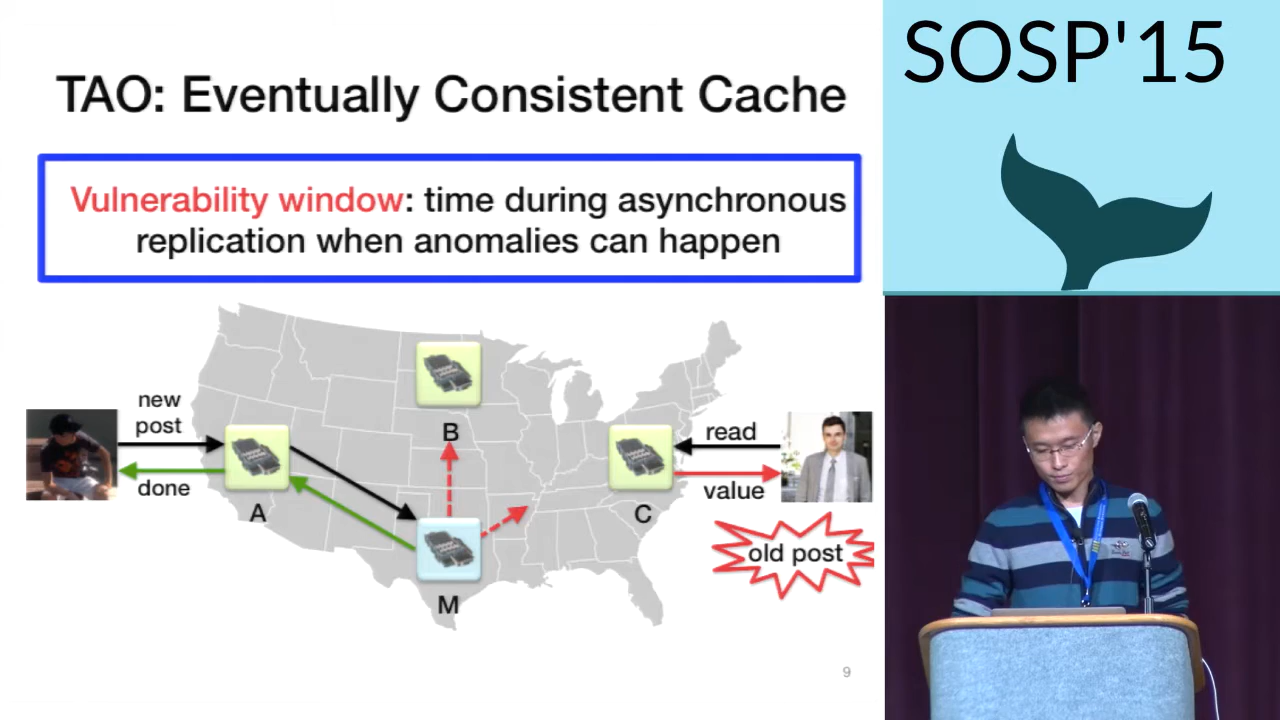 TAO: Eventually Consistent Cache
Vulnerability window: time during asynchronous
replication when anomalies can happen
new
post
done
A
B
M
C
read
value
old post
9
SOSP'15